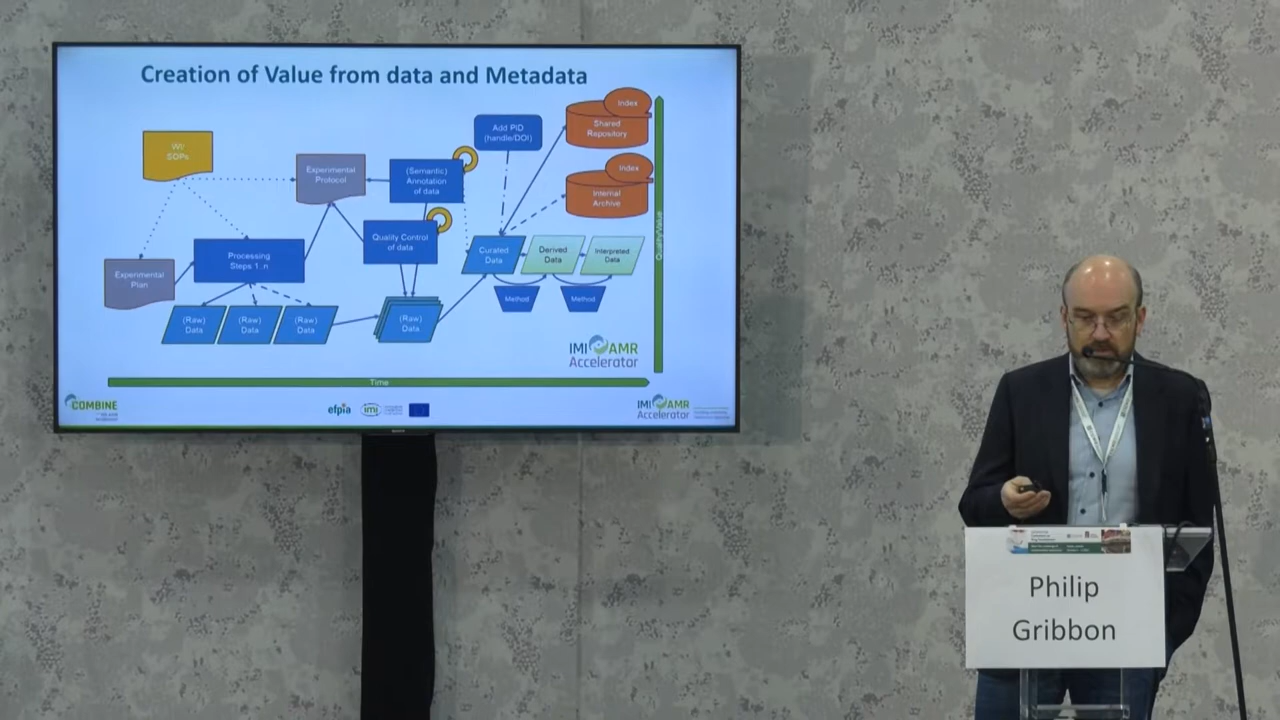 Creation of Value from data and Metadata
WI/
SOPs
Experimental
Protocol
(Semantic)
Annotation
of data
Add PID
(handle/DOI)
Index
Shared
Repository
Index
Internal
Archive
Quality Control
of data
Processing
Steps 1..n
Experimental
Plan
Curated
Data
Derived
Data
Interpreted
Data
Method
Method
(Raw)
Data
(Raw)
Data
(Raw)
Data
(Raw)
Data
Quality/Value
IMI AMR
Accelerator
Time
COMBINE
efpia
imi
IMI AMR
Accelerator
Philip
Gribbon